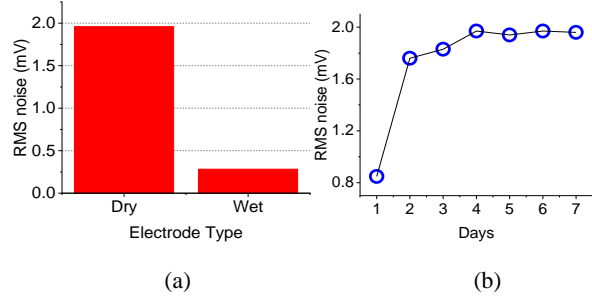 2.0
1.5
1.0
0.5
0.0
RMS noise (mV)
Dry Wet
Electrode Type
(a)
2.0
1.6
1.2
0.8
RMS noise (mV)
1 2 3 4 5 6 7
Days
(b)